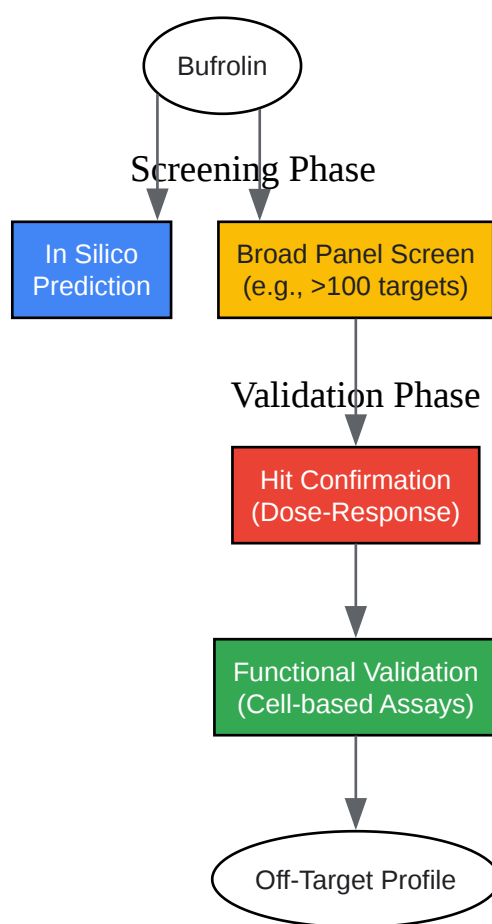 Bufrolin
Screening Phase
In Silico
Prediction
Broad Panel Screen
(e.g., >100 targets)
Validation Phase
Hit Confirmation
(Dose-Response)
Functional Validation
(Cell-based Assays)
Off-Target Profile